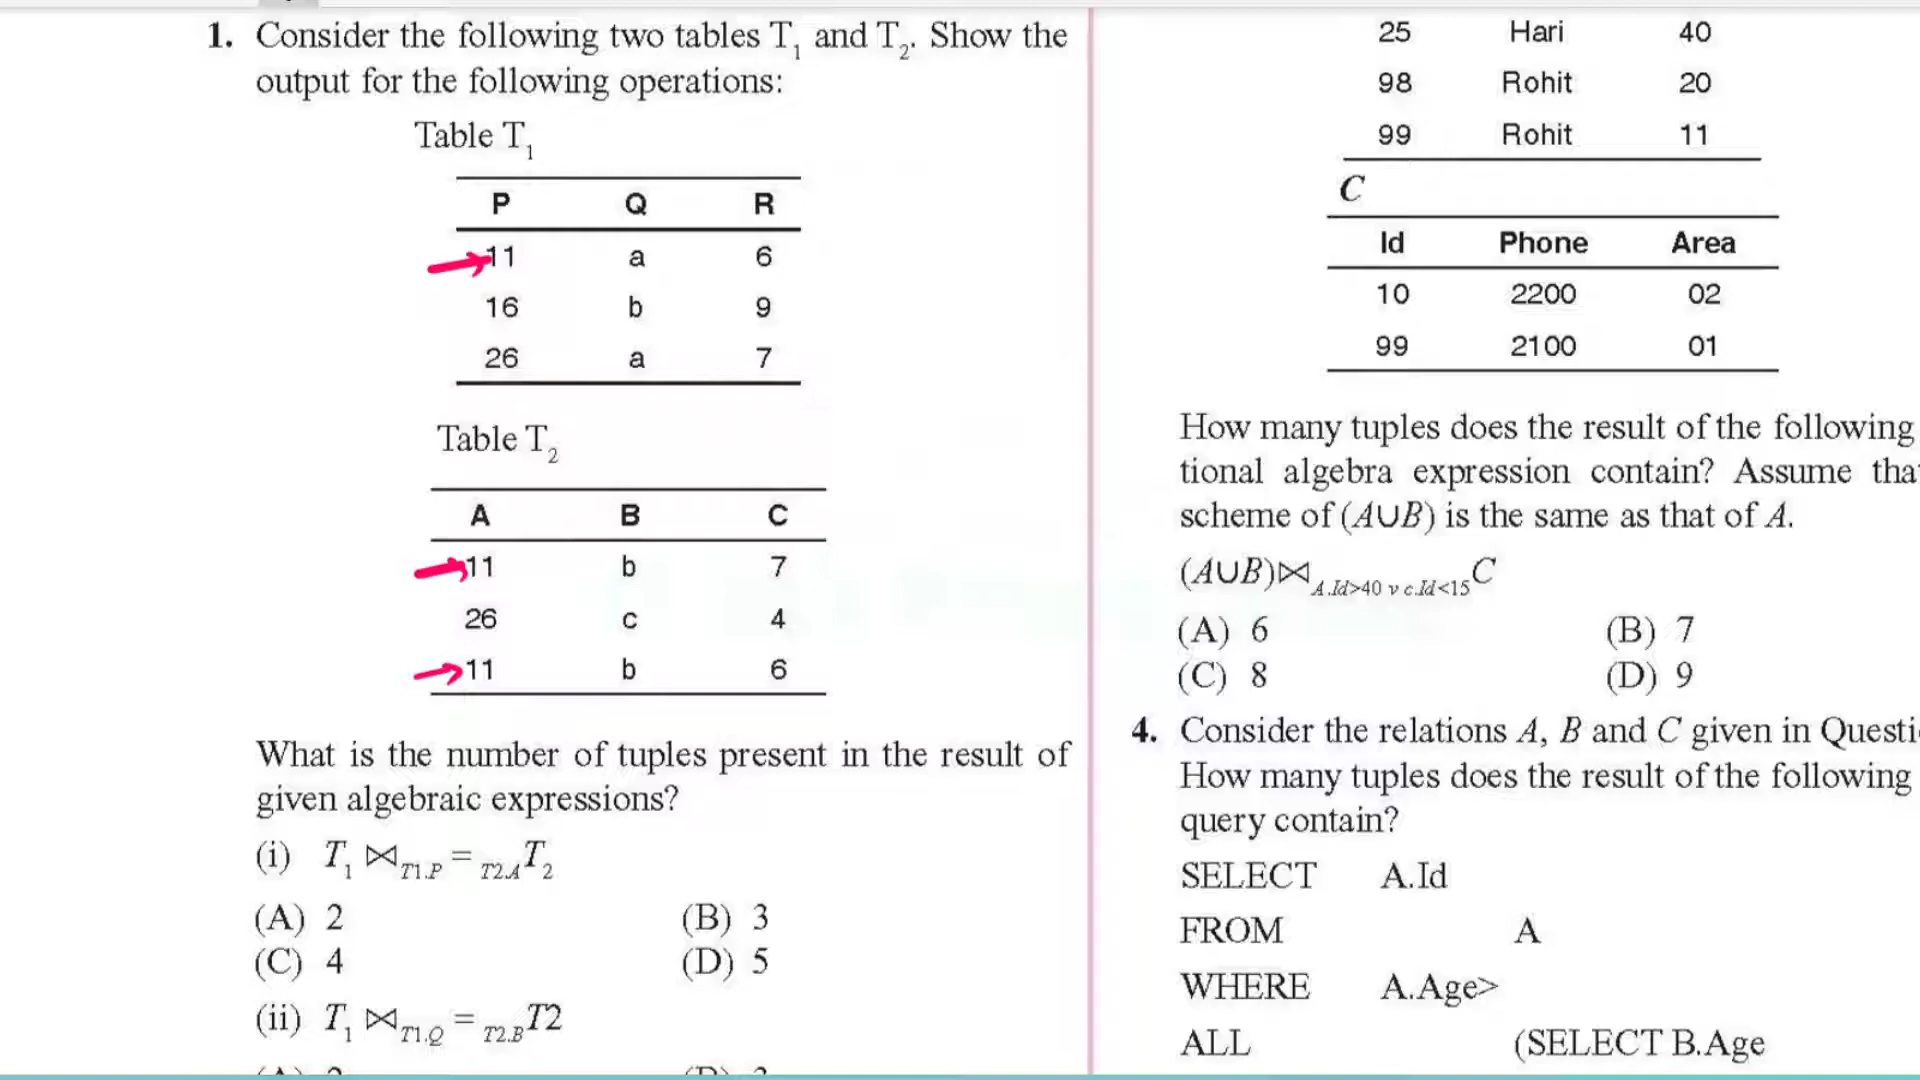 1. Consider the following two tables T1 and T2. Show the
output for the following operations:
Table T1
P Q R
11 a 6
16 b 9
26 a 7
Table T2
A B C
11 b 7
26 c 4
11 b 6
What is the number of tuples present in the result of
given algebraic expressions?
(i) T1 ⋈T1.P = T2.A T2
(A) 2 (B) 3
(C) 4 (D) 5
(ii) T1 ⋈T1.Q = T2.B T2
25 Hari 40
98 Rohit 20
99 Rohit 11
C
Id Phone Area
10 2200 02
99 2100 01
How many tuples does the result of the following
tional algebra expression contain? Assume tha
scheme of (A∪B) is the same as that of A.
(A∪B)⋈A.Id>40 v c.Id<15 C
(A) 6 (B) 7
(C) 8 (D) 9
4. Consider the relations A, B and C given in Questi
How many tuples does the result of the following
query contain?
SELECT A.Id
FROM A
WHERE A.Age>
ALL (SELECT B.Age